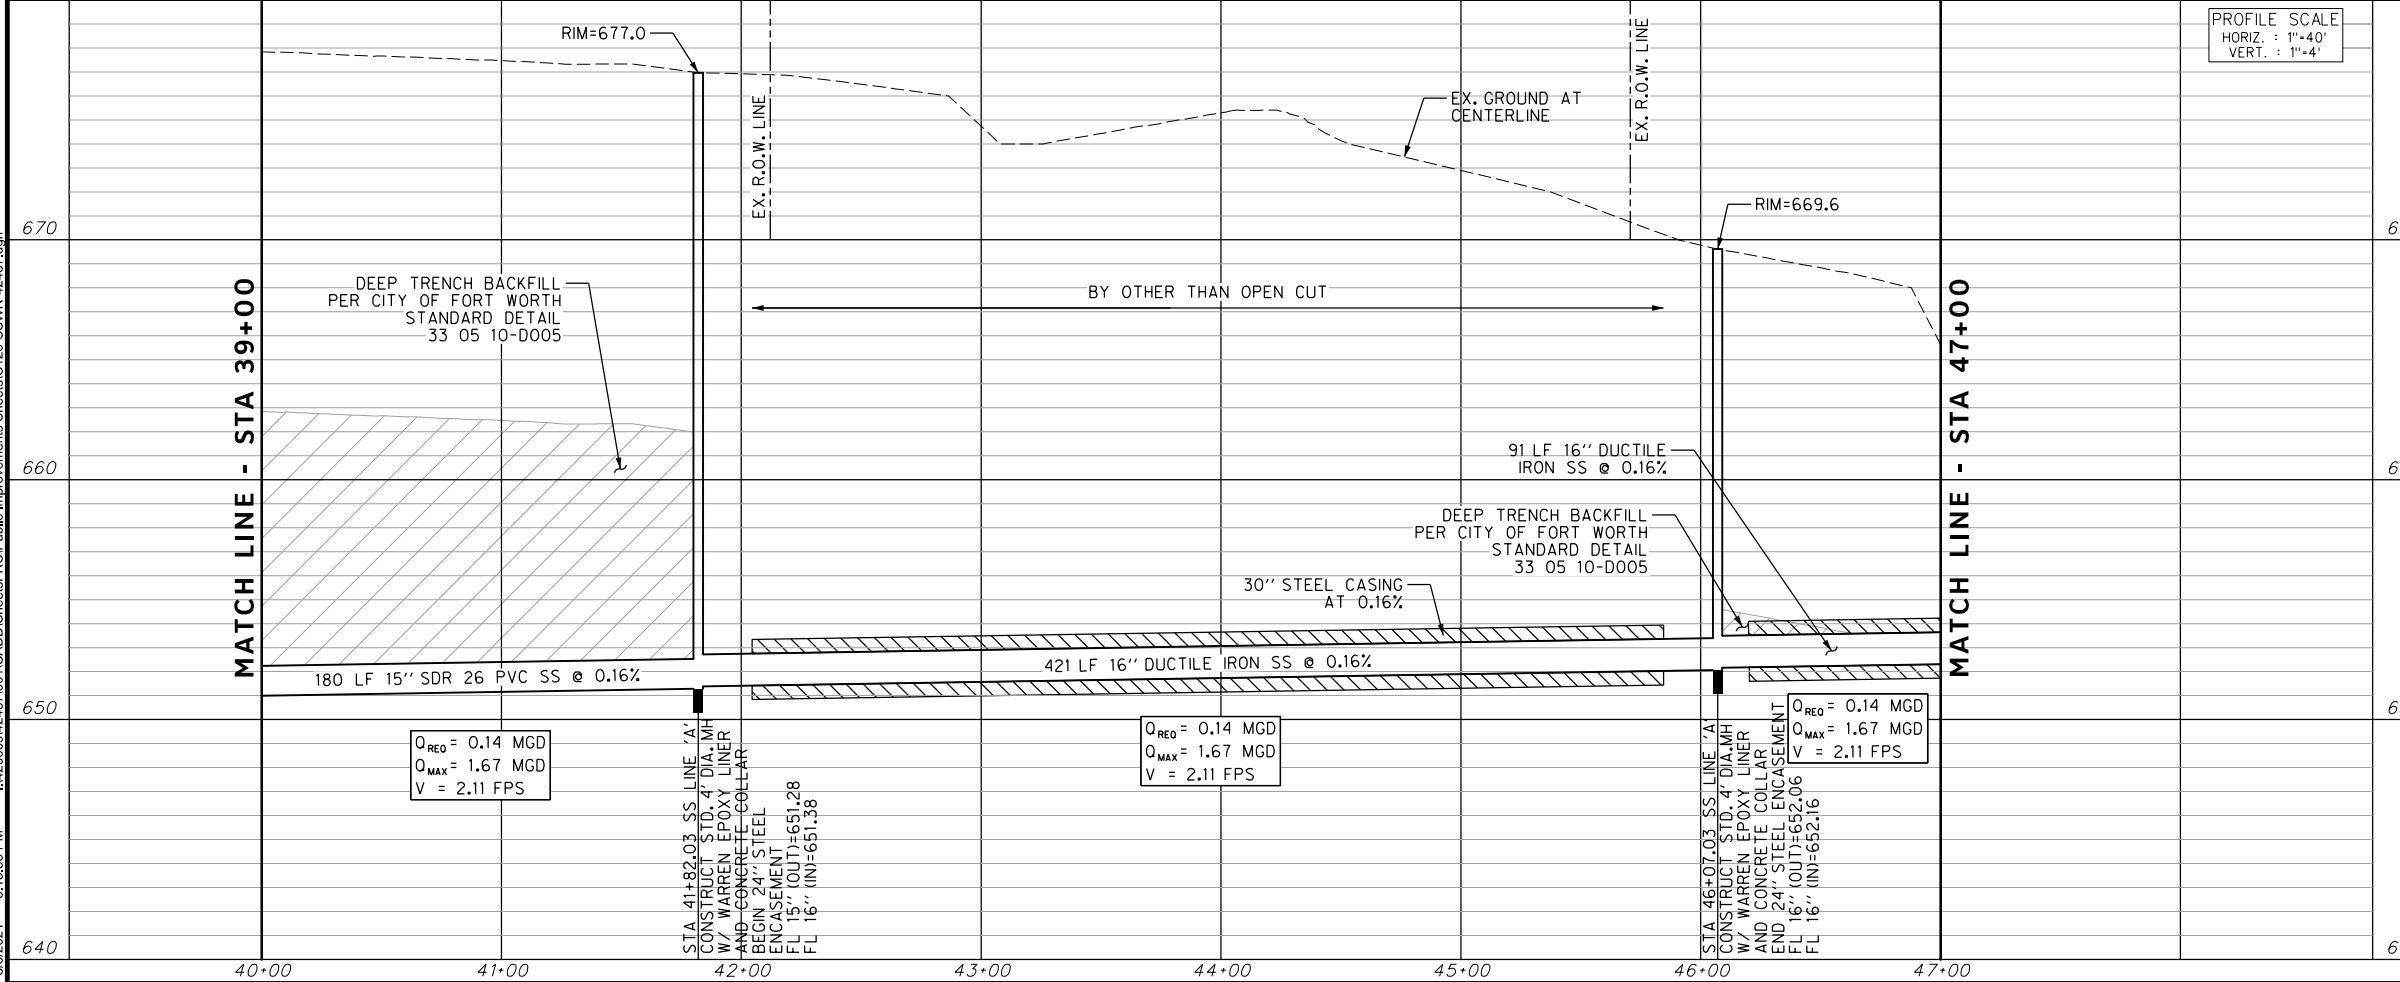 PROFILE SCALE
HORIZ. : 1"=40'
VERT. : 1"=4'
RIM=677.0
EX. R.O.W. LINE
EX. R.O.W. LINE
EX. GROUND AT
CENTERLINE
RIM=669.6
670
660
650
640
MATCH LINE - STA 39+00
DEEP TRENCH BACKFILL
PER CITY OF FORT WORTH
STANDARD DETAIL
33 05 10-D005
BY OTHER THAN OPEN CUT
MATCH LINE - STA 47+00
91 LF 16'' DUCTILE
IRON SS @ 0.16%
DEEP TRENCH BACKFILL
PER CITY OF FORT WORTH
STANDARD DETAIL
33 05 10-D005
30'' STEEL CASING
AT 0.16%
180 LF 15'' SDR 26 PVC SS @ 0.16%
421 LF 16'' DUCTILE IRON SS @ 0.16%
QREQ = 0.14 MGD
QMAX = 1.67 MGD
V = 2.11 FPS
STA 41+82.03 SS LINE 'A'
CONSTRUCT STD. 4' DIA. MH
W/ WARREN EPOXY LINER
AND CONCRETE COLLAR
BEGIN 24'' STEEL
ENCASEMENT
FL 15'' (OUT)=651.28
FL 16'' (IN)=651.38
QREQ = 0.14 MGD
QMAX = 1.67 MGD
V = 2.11 FPS
STA 46+07.03 SS LINE 'A'
CONSTRUCT STD. 4' DIA. MH
W/ WARREN EPOXY LINER
AND CONCRETE COLLAR
END 24'' STEEL ENCASEMENT
FL 16'' (OUT)=652.06
FL 16'' (IN)=652.16
QREQ = 0.14 MGD
QMAX = 1.67 MGD
V = 2.11 FPS
40+00
41+00
42+00
43+00
44+00
45+00
46+00
47+00